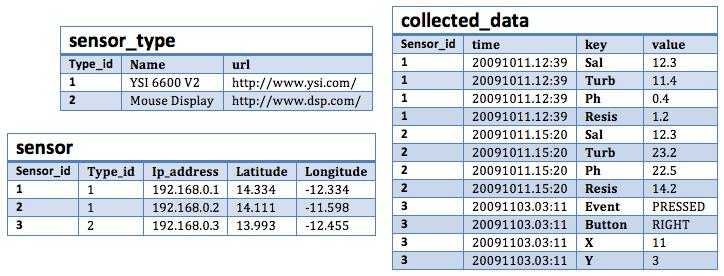 sensor_type
Type_id Name url
1 YSI 6600 V2 http://www.ysi.com/
2 Mouse Display http://www.dsp.com/
sensor
Sensor_id Type_id Ip_address Latitude Longitude
1 1 192.168.0.1 14.334 -12.334
2 1 192.168.0.2 14.111 -11.598
3 2 192.168.0.3 13.993 -12.455
collected_data
Sensor_id time key value
1 20091011.12:39 Sal 12.3
1 20091011.12:39 Turb 11.4
1 20091011.12:39 Ph 0.4
1 20091011.12:39 Resis 1.2
2 20091011.15:20 Sal 12.3
2 20091011.15:20 Turb 23.2
2 20091011.15:20 Ph 22.5
2 20091011.15:20 Resis 14.2
3 20091103.03:11 Event PRESSED
3 20091103.03:11 Button RIGHT
3 20091103.03:11 X 11
3 20091103.03:11 Y 3